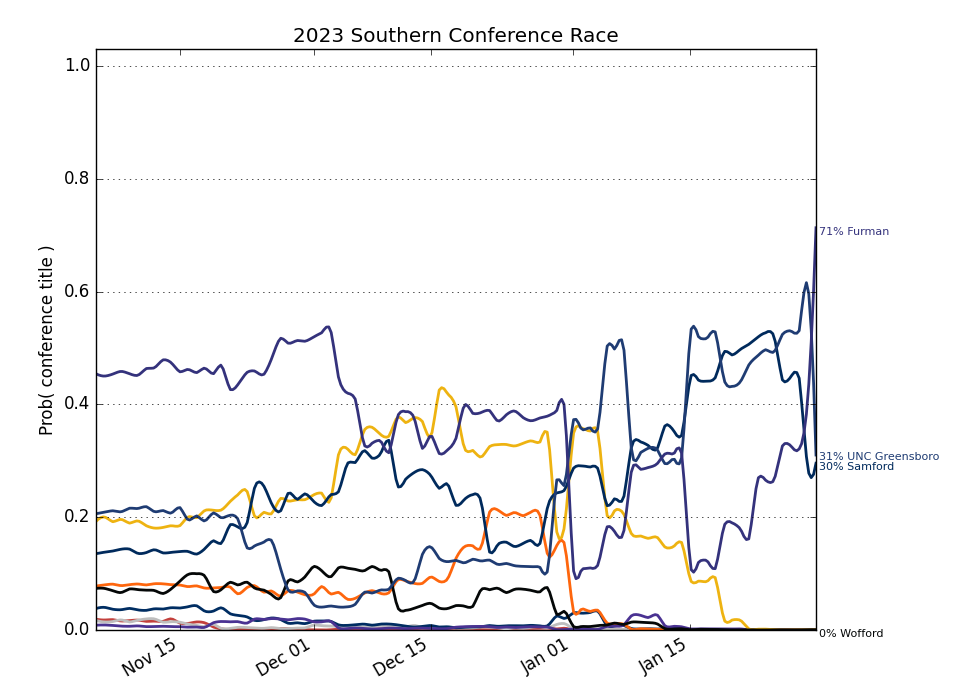 2023 Southern Conference Race
1.0
0.8
0.6
0.4
0.2
0.0
Prob( conference title )
71% Furman
31% UNC Greensboro
30% Samford
0% Wofford
Nov 15
Dec 01
Dec 15
Jan 01
Jan 15